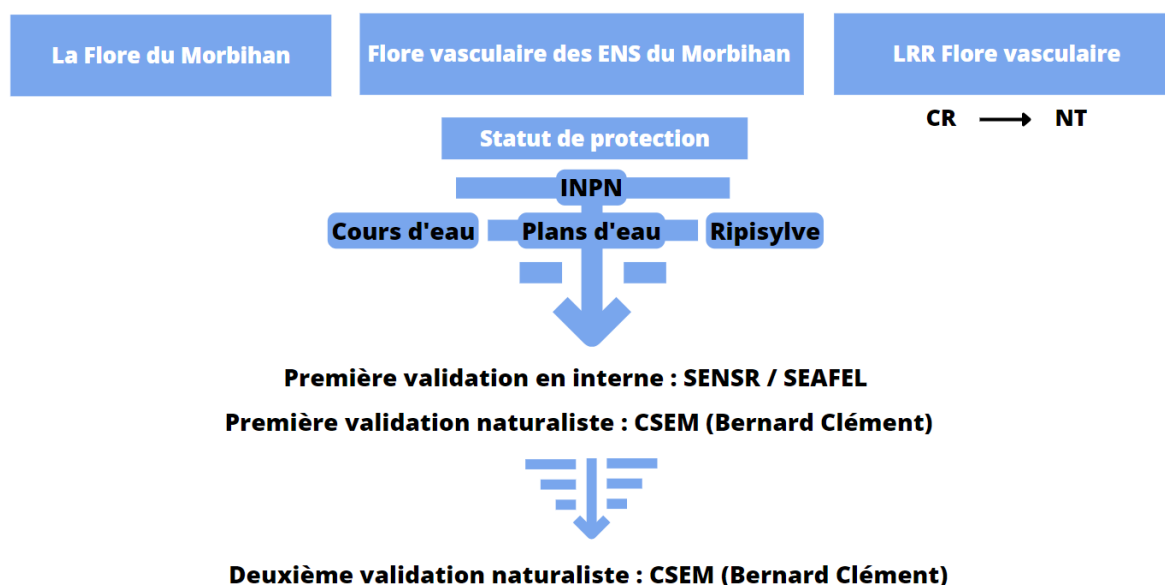 La Flore du Morbihan
Flore vasculaire des ENS du Morbihan
LRR Flore vasculaire
CR → NT
Statut de protection
INPN
Cours d'eau
Plans d'eau
Ripisylve
Première validation en interne : SENSR / SEAFEL
Première validation naturaliste : CSEM (Bernard Clément)
Deuxième validation naturaliste : CSEM (Bernard Clément)